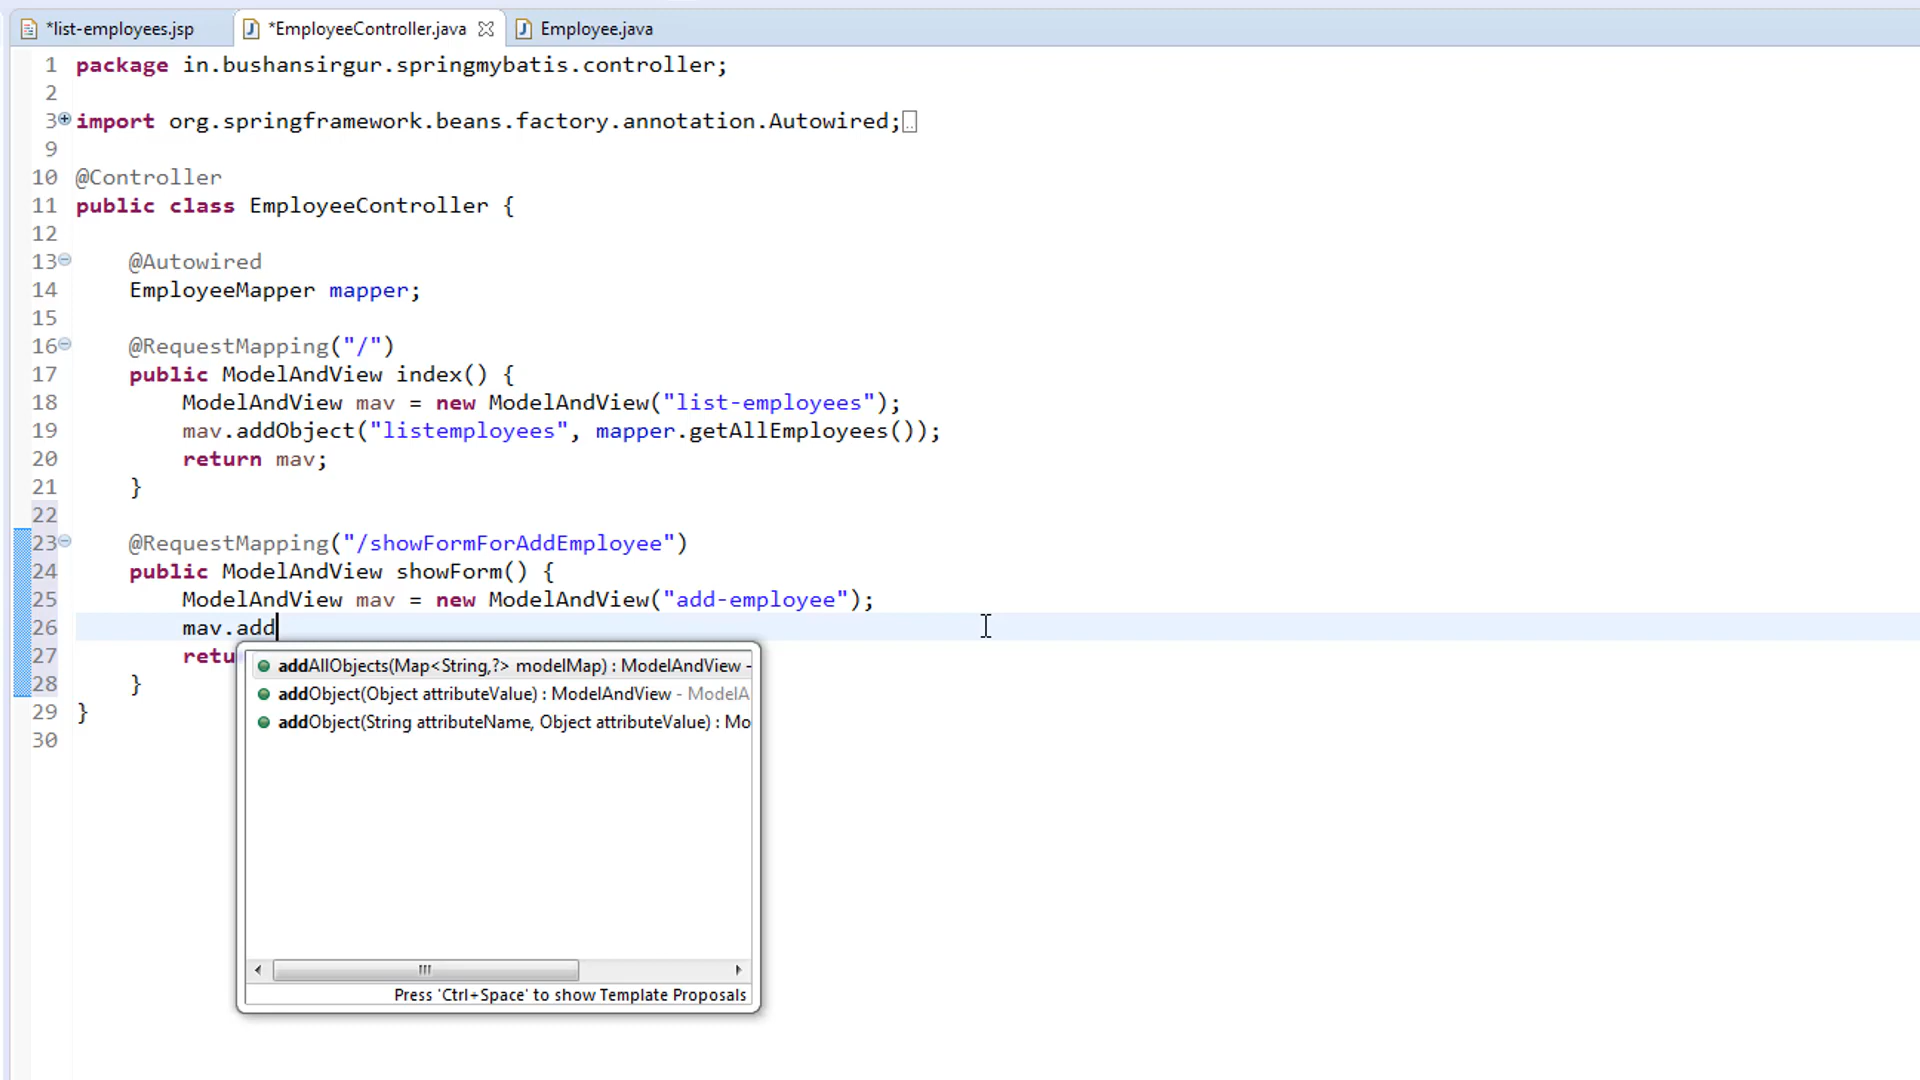 *list-employees.jsp *EmployeeController.java Employee.java
1 package in.bushansirgur.springmybatis.controller;
2
3 import org.springframework.beans.factory.annotation.Autowired;
9
10 @Controller
11 public class EmployeeController {
12
13 @Autowired
14 EmployeeMapper mapper;
15
16 @RequestMapping("/")
17 public ModelAndView index() {
18 ModelAndView mav = new ModelAndView("list-employees");
19 mav.addObject("listemployees", mapper.getAllEmployees());
20 return mav;
21 }
22
23 @RequestMapping("/showFormForAddEmployee")
24 public ModelAndView showForm() {
25 ModelAndView mav = new ModelAndView("add-employee");
26 mav.add
27 retu
28 }
29 }
30
addAllObjects(Map<String,?> modelMap) : ModelAndView -
addObject(Object attributeValue) : ModelAndView - ModelA
addObject(String attributeName, Object attributeValue) : Mo
Press 'Ctrl+Space' to show Template Proposals